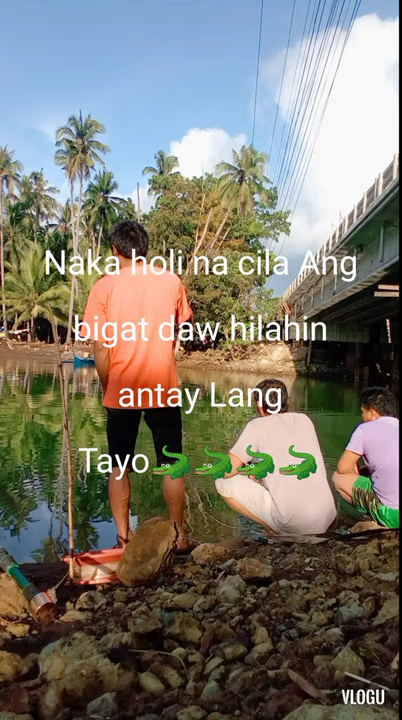 Naka holi na cila Ang
bigat daw hilahin
antay Lang
Tayo🐊🐊🐊🐊
VLOGU